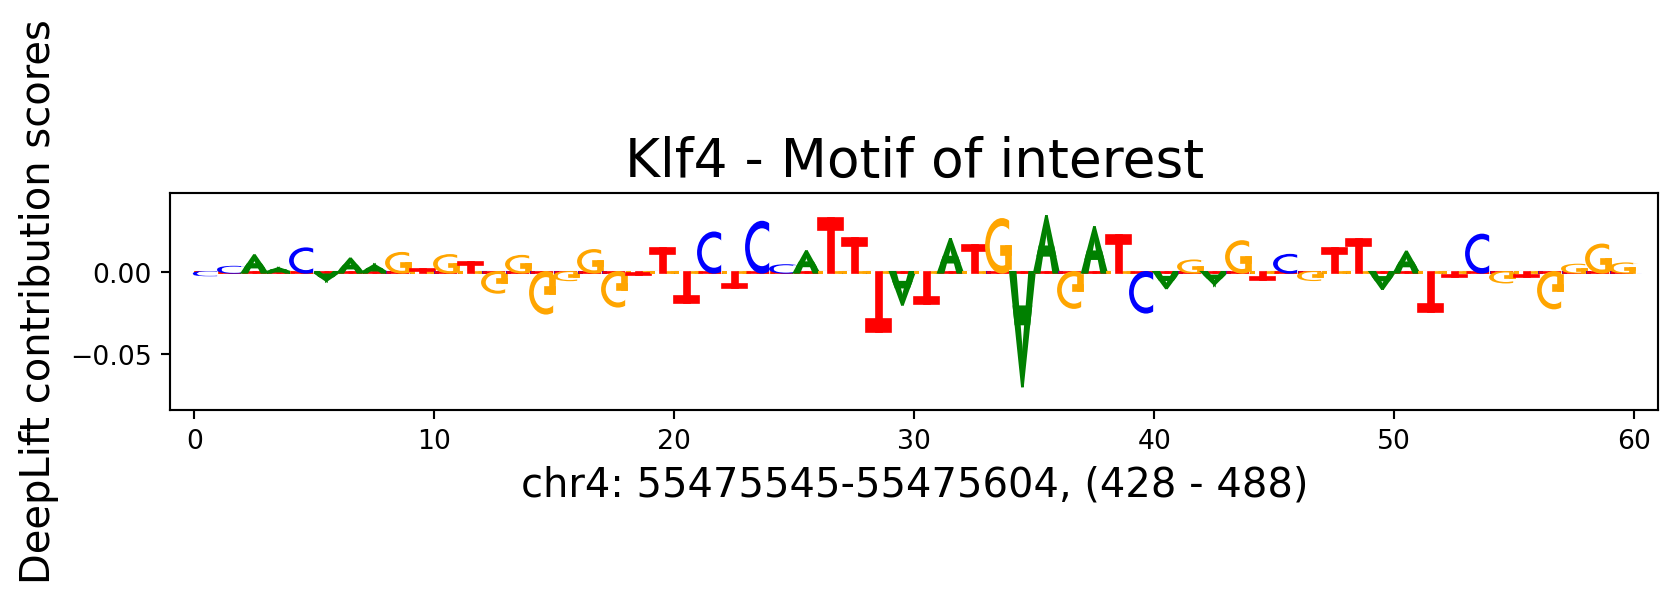 Klf4 - Motif of interest
DeepLift contribution scores
0.00
−0.05
CCAACAAAGTGTGGGGGGTTTCTCCATTTATATGAAGATCAGAGTCGTTAATTCGTGGGG
0 10 20 30 40 50 60
chr4: 55475545-55475604, (428 - 488)